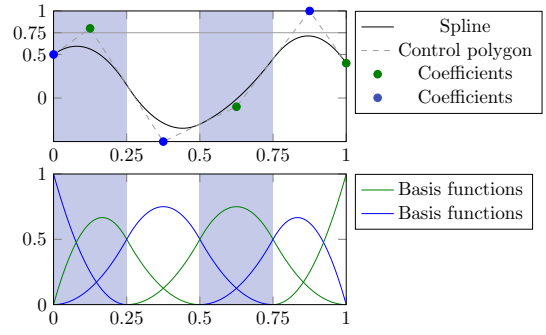 1
0.75
0.5
0
0 0.25 0.5 0.75 1
Spline
Control polygon
Coefficients
Coefficients
1
0.5
0
0 0.25 0.5 0.75 1
Basis functions
Basis functions